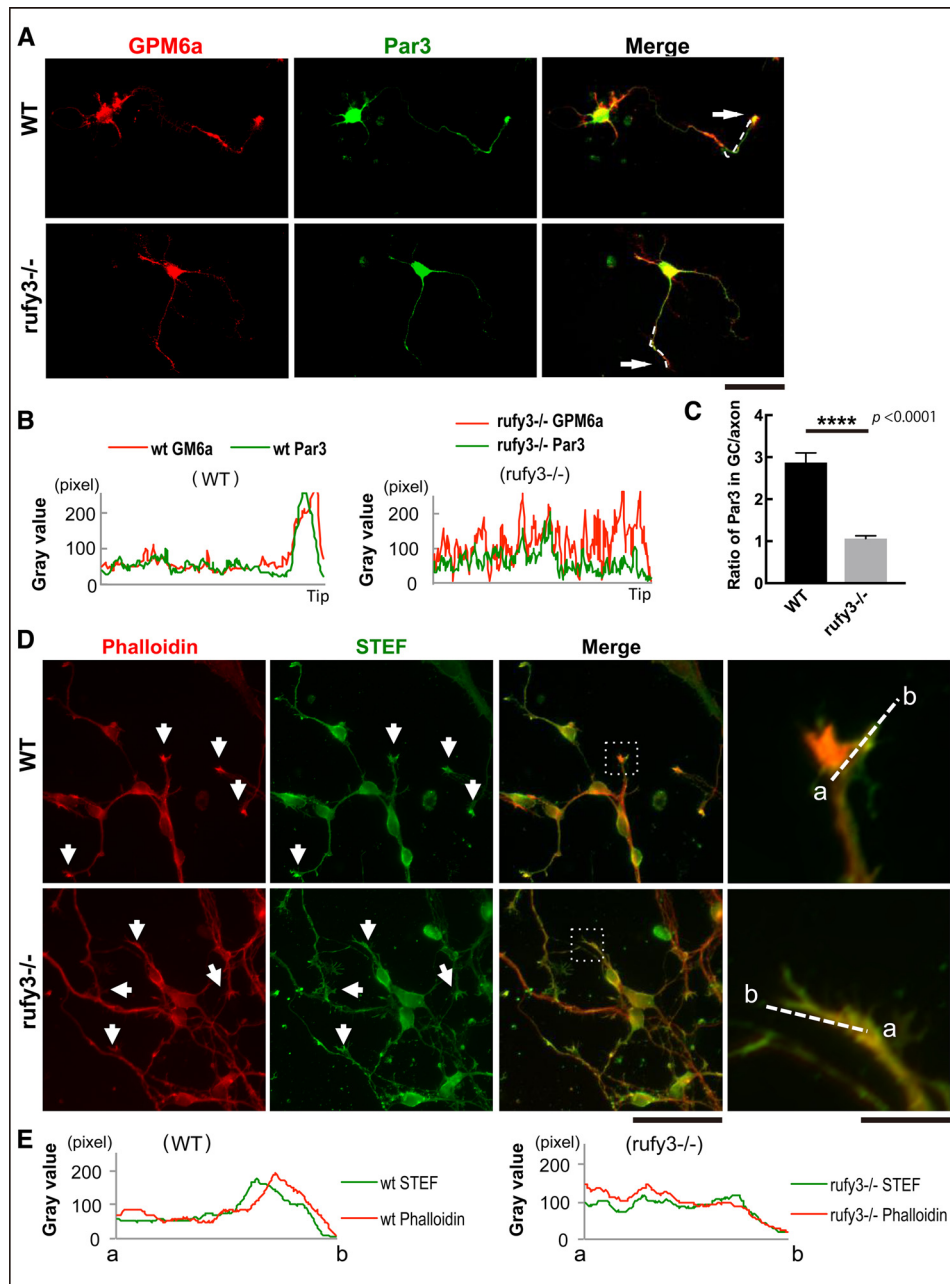 A
GPM6a Par3 Merge
WT
rufy3-/-
B
wt GM6a wt Par3
(WT)
rufy3-/- GPM6a
rufy3-/- Par3
(rufy3-/-)
(pixel)
Gray value
200
100
0
Tip
(pixel)
Gray value
200
100
0
Tip
C
**** p <0.0001
Ratio of Par3 in GC/axon
4
3
2
1
0
WT
rufy3-/-
D
Phalloidin STEF Merge
WT
b
a
rufy3-/-
b
a
E
(pixel) (WT)
Gray value
200
100
0
a b
wt STEF
wt Phalloidin
(pixel) (rufy3-/-)
Gray value
200
100
0
a b
rufy3-/- STEF
rufy3-/- Phalloidin